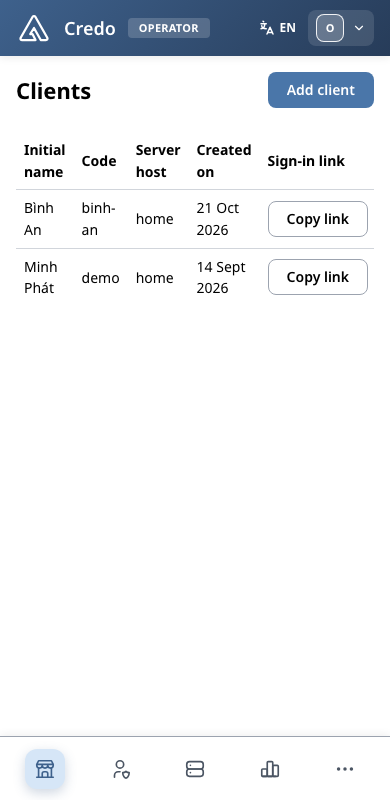 Credo
OPERATOR
EN
O
Clients
Add client
Initial name
Code
Server host
Created on
Sign-in link
Bình An
binh-an
home
21 Oct 2026
Copy link
Minh Phát
demo
home
14 Sept 2026
Copy link